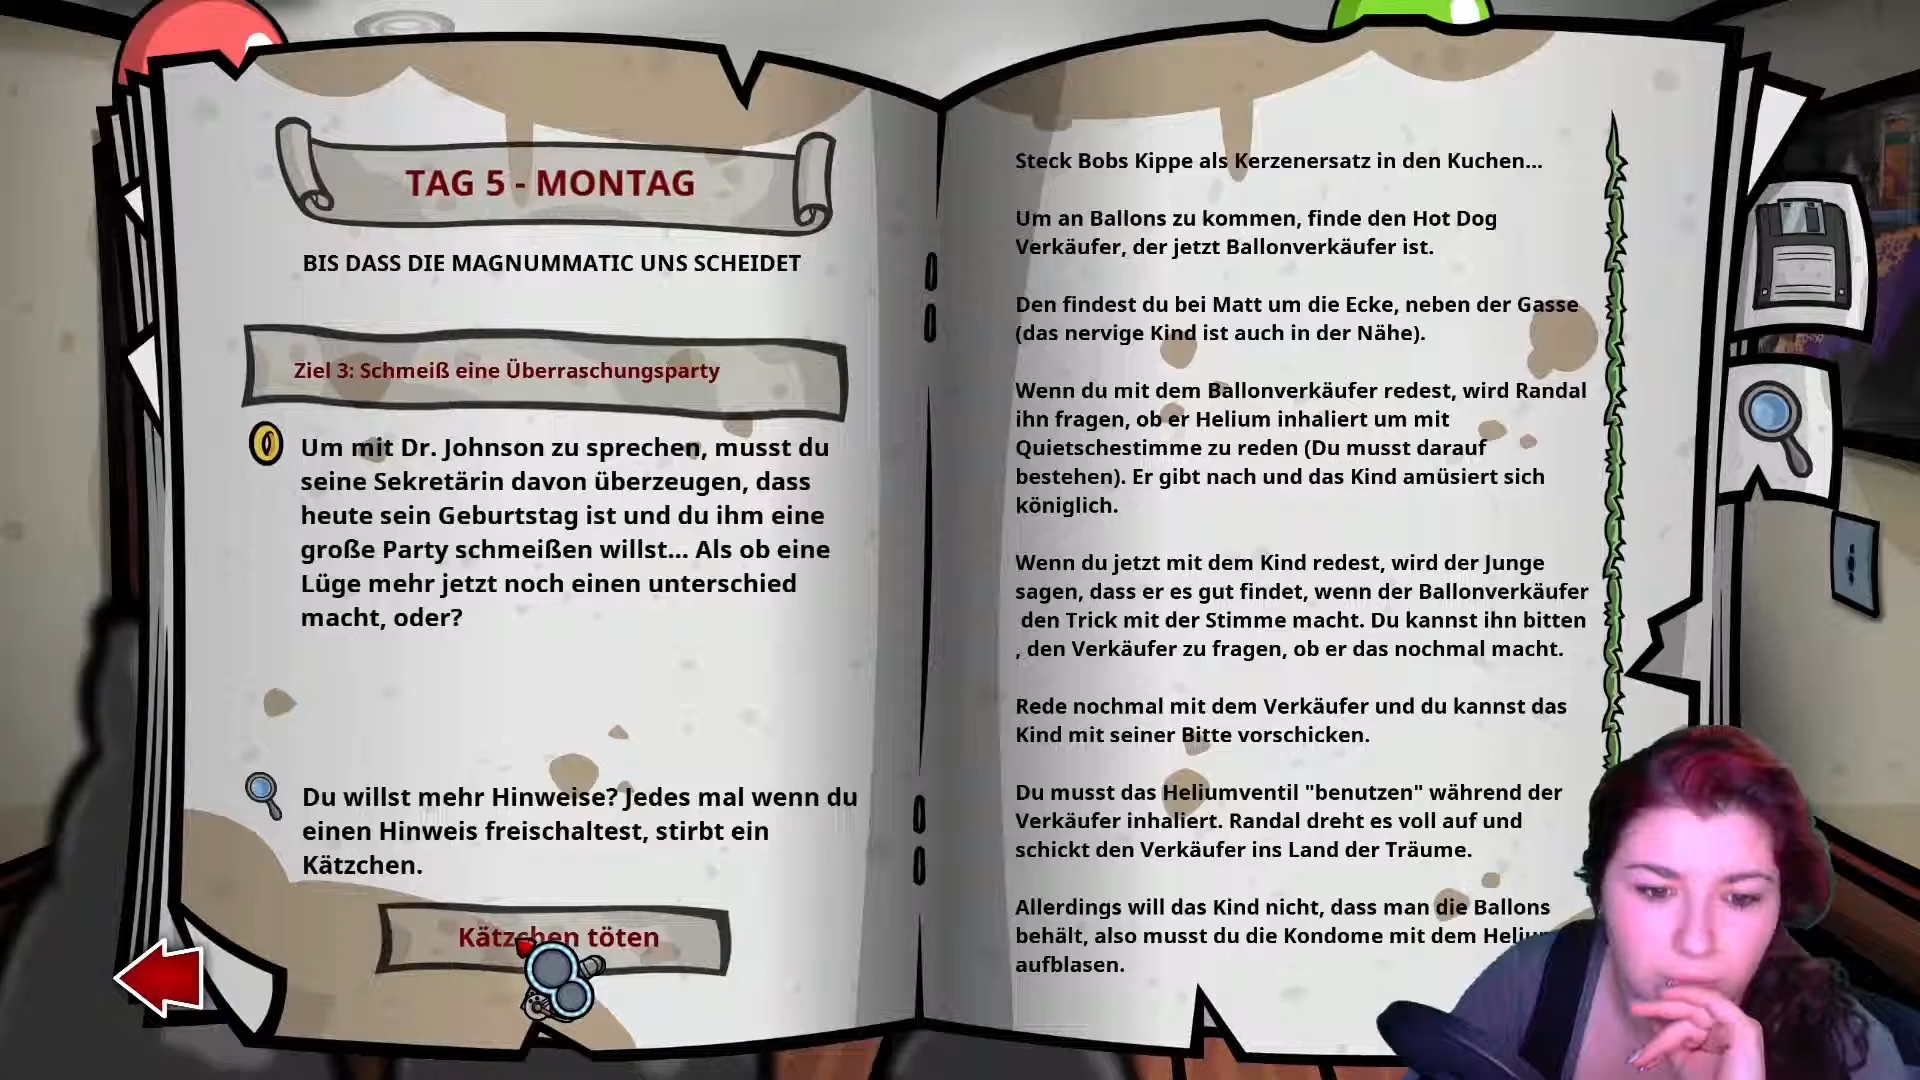 TAG 5 - MONTAG
BIS DASS DIE MAGNUMMATIC UNS SCHEIDET
Ziel 3: Schmeiß eine Überraschungsparty
Um mit Dr. Johnson zu sprechen, musst du
seine Sekretärin davon überzeugen, dass
heute sein Geburtstag ist und du ihm eine
große Party schmeißen willst... Als ob eine
Lüge mehr jetzt noch einen unterschied
macht, oder?
Du willst mehr Hinweise? Jedes mal wenn du
einen Hinweis freischaltest, stirbt ein
Kätzchen.
Kätzchen töten
Steck Bobs Kippe als Kerzenersatz in den Kuchen...
Um an Ballons zu kommen, finde den Hot Dog
Verkäufer, der jetzt Ballonverkäufer ist.
Den findest du bei Matt um die Ecke, neben der Gasse
(das nervige Kind ist auch in der Nähe).
Wenn du mit dem Ballonverkäufer redest, wird Randal
ihn fragen, ob er Helium inhaliert um mit
Quietschestimme zu reden (Du musst darauf
bestehen). Er gibt nach und das Kind amüsiert sich
königlich.
Wenn du jetzt mit dem Kind redest, wird der Junge
sagen, dass er es gut findet, wenn der Ballonverkäufer
den Trick mit der Stimme macht. Du kannst ihn bitten
, den Verkäufer zu fragen, ob er das nochmal macht.
Rede nochmal mit dem Verkäufer und du kannst das
Kind mit seiner Bitte vorschicken.
Du musst das Heliumventil "benutzen" während der
Verkäufer inhaliert. Randal dreht es voll auf und
schickt den Verkäufer ins Land der Träume.
Allerdings will das Kind nicht, dass man die Ballons
behält, also musst du die Kondome mit dem
aufblasen.